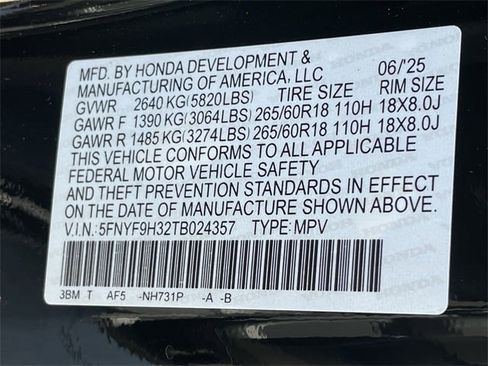 MFD. BY HONDA DEVELOPMENT & 06/'25
MANUFACTURING OF AMERICA, LLC
GVWR 2640 KG(5820LBS) TIRE SIZE RIM SIZE
GAWR F 1390 KG(3064LBS) 265/60R18 110H 18X8.0J
GAWR R 1485 KG(3274LBS) 265/60R18 110H 18X8.0J
THIS VEHICLE CONFORMS TO ALL APPLICABLE
FEDERAL MOTOR VEHICLE SAFETY
AND THEFT PREVENTION STANDARDS IN EFFECT ON THE
DATE OF MANUFACTURE SHOWN ABOVE.
V.I.N.: 5FNYF9H32TB024357 TYPE: MPV
3BM T AF5 -NH731P -A -B